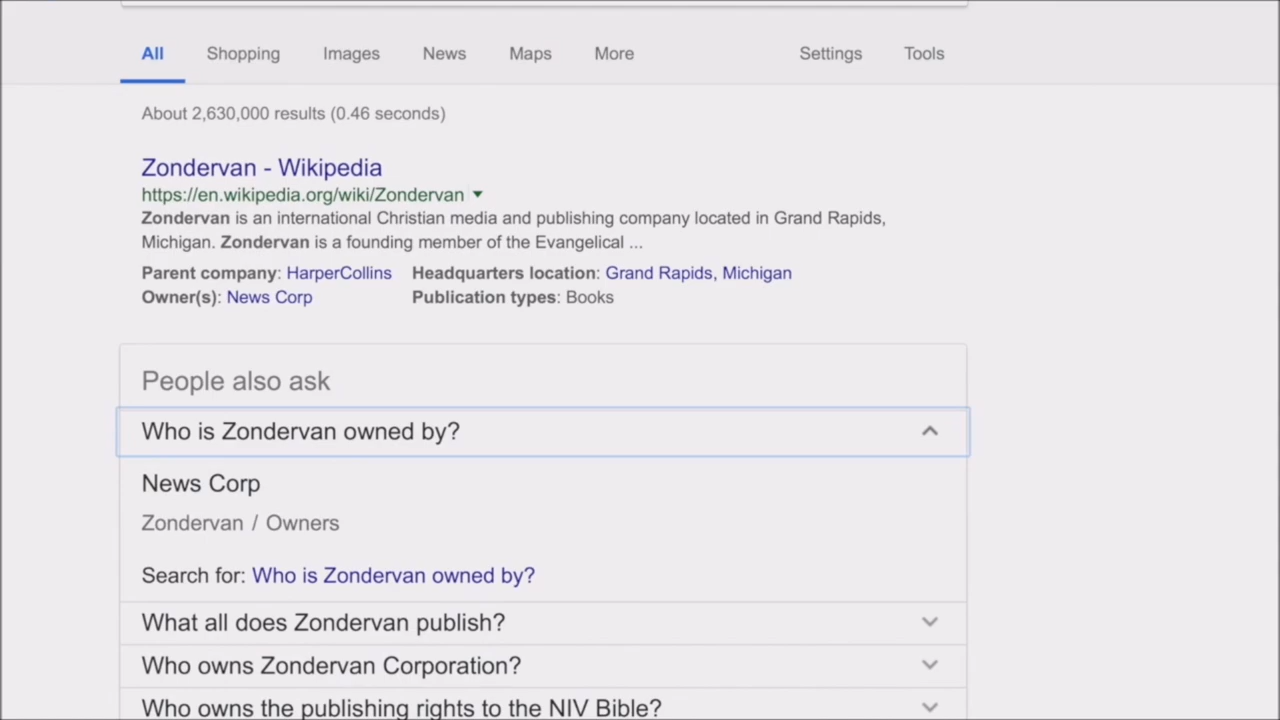 All Shopping Images News Maps More Settings Tools
About 2,630,000 results (0.46 seconds)
Zondervan - Wikipedia
https://en.wikipedia.org/wiki/Zondervan
Zondervan is an international Christian media and publishing company located in Grand Rapids,
Michigan. Zondervan is a founding member of the Evangelical ...
Parent company: HarperCollins Headquarters location: Grand Rapids, Michigan
Owner(s): News Corp Publication types: Books
People also ask
Who is Zondervan owned by?
News Corp
Zondervan / Owners
Search for: Who is Zondervan owned by?
What all does Zondervan publish?
Who owns Zondervan Corporation?
Who owns the publishing rights to the NIV Bible?